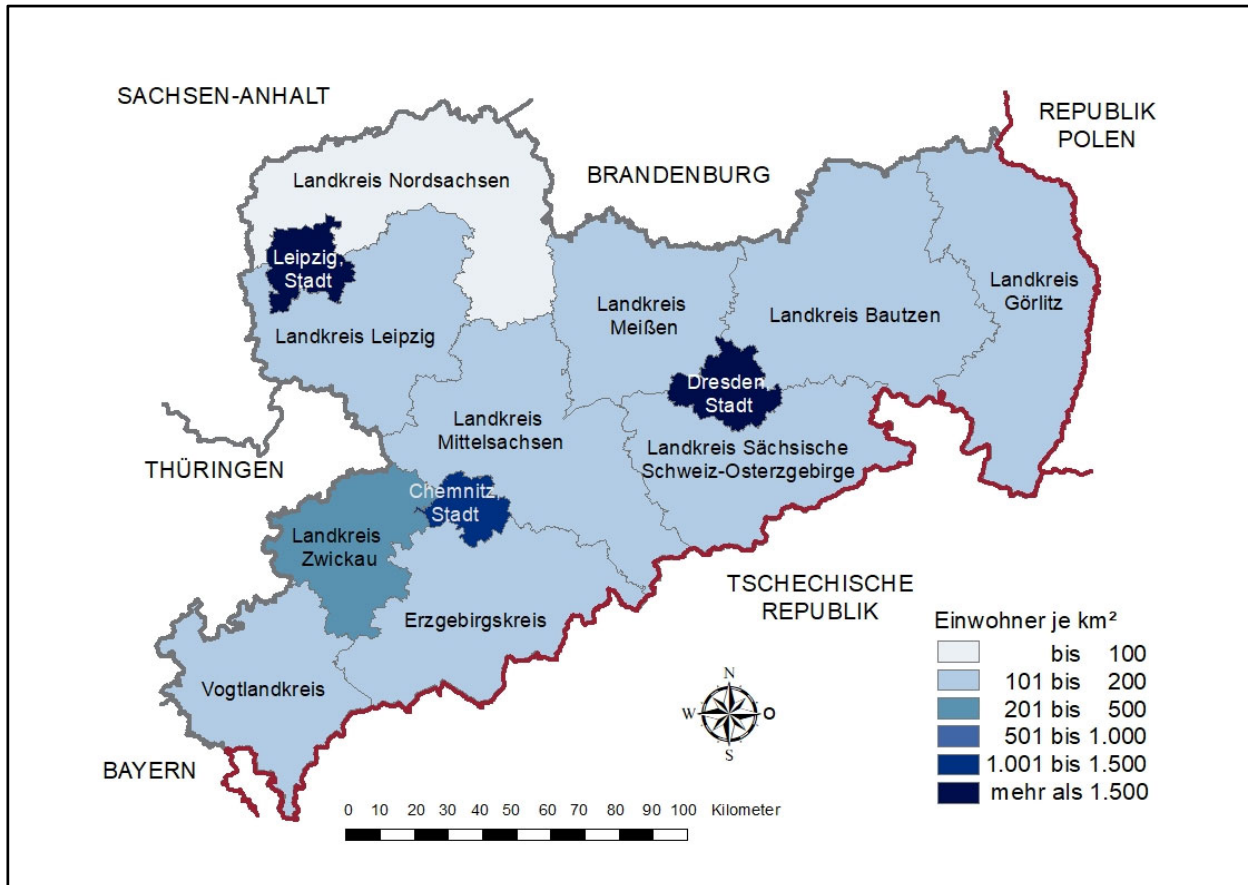 SACHSEN-ANHALT
REPUBLIK
POLEN
BRANDENBURG
Landkreis Nordsachsen
Leipzig,
Stadt
Landkreis
Görlitz
Landkreis
Meißen
Landkreis Bautzen
Landkreis Leipzig
Dresden,
Stadt
Landkreis
Mittelsachsen
Landkreis Sächsische
Schweiz-Osterzgebirge
THÜRINGEN
Chemnitz,
Stadt
Landkreis
Zwickau
TSCHECHISCHE
REPUBLIK
Erzgebirgskreis
Vogtlandkreis
BAYERN
Einwohner je km²
bis 100
101 bis 200
201 bis 500
501 bis 1.000
1.001 bis 1.500
mehr als 1.500
N
W O
S
0 10 20 30 40 50 60 70 80 90 100 Kilometer